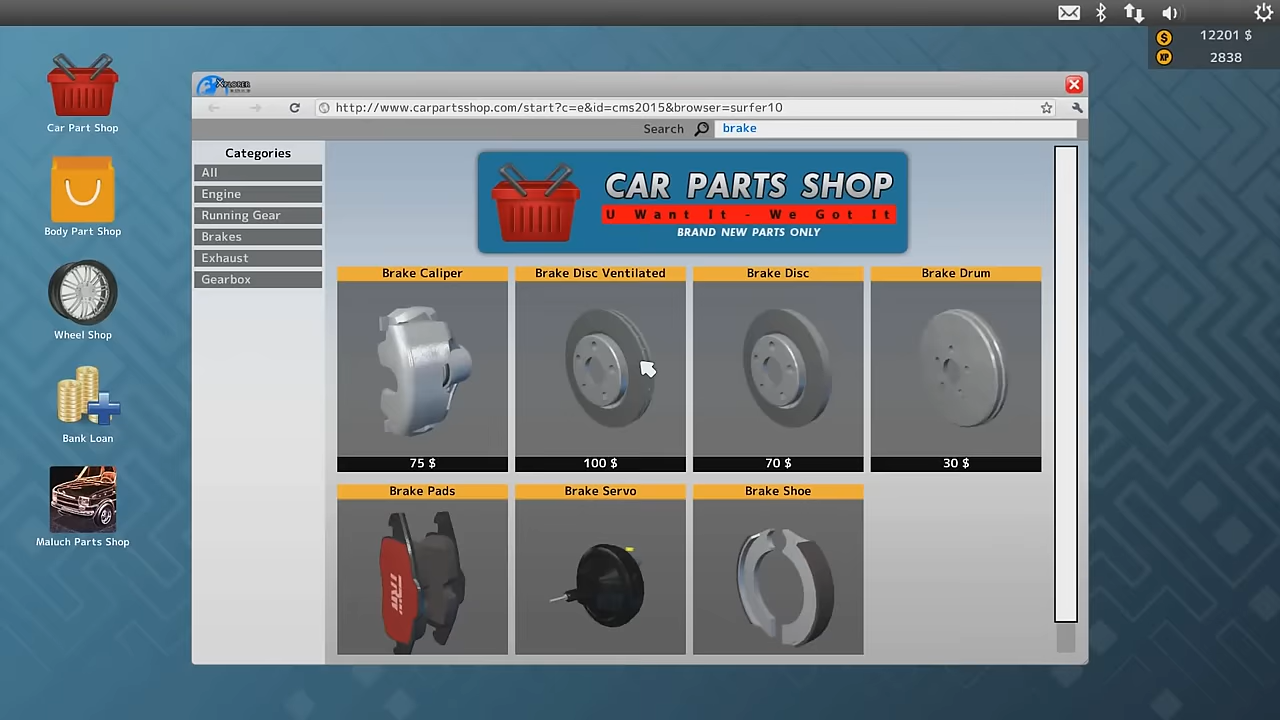 12201 $
2838
Car Part Shop
Body Part Shop
Wheel Shop
Bank Loan
Maluch Parts Shop
XPLORER
http://www.carpartsshop.com/start?c=e&id=cms2015&browser=surfer10
Search brake
Categories
All
Engine
Running Gear
Brakes
Exhaust
Gearbox
CAR PARTS SHOP
U Want It - We Got It
BRAND NEW PARTS ONLY
Brake Caliper
75 $
Brake Disc Ventilated
100 $
Brake Disc
70 $
Brake Drum
30 $
Brake Pads
TRW
Brake Servo
Brake Shoe